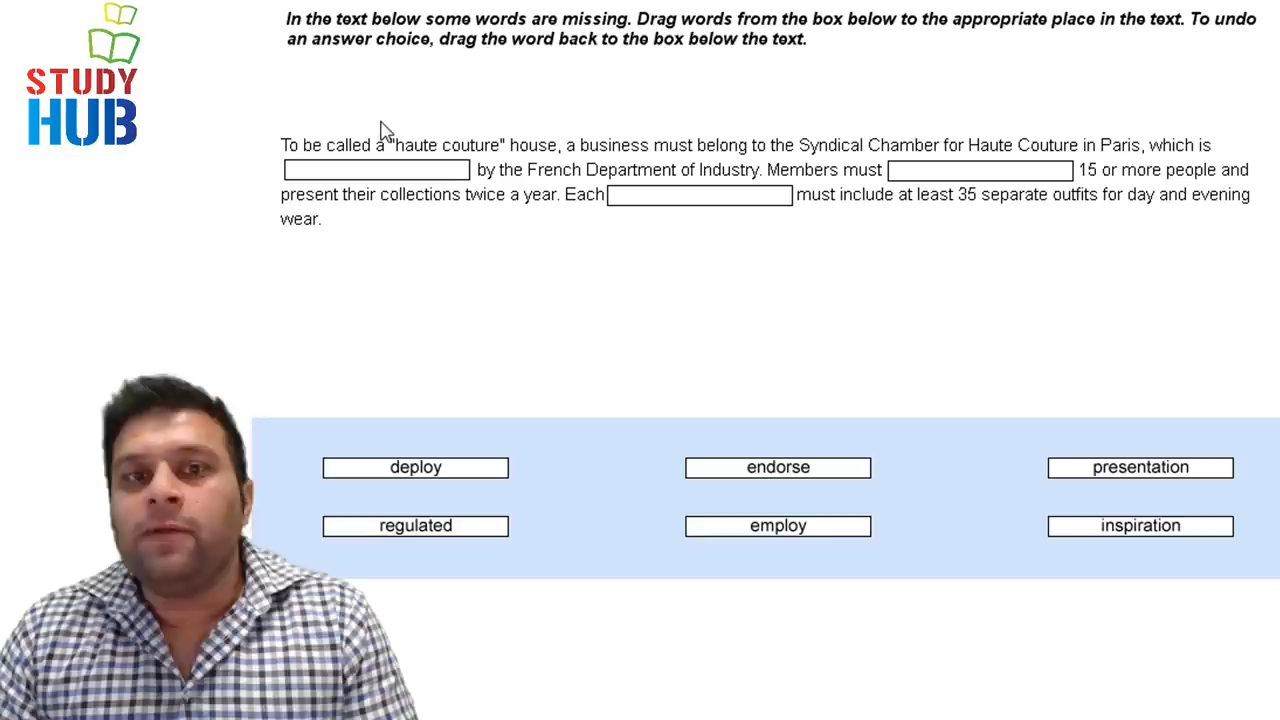 In the text below some words are missing. Drag words from the box below to the appropriate place in the text. To undo
an answer choice, drag the word back to the box below the text.
STUDY
HUB
To be called a "haute couture" house, a business must belong to the Syndical Chamber for Haute Couture in Paris, which is
by the French Department of Industry. Members must 15 or more people and
present their collections twice a year. Each must include at least 35 separate outfits for day and evening
wear.
deploy endorse presentation
regulated employ inspiration